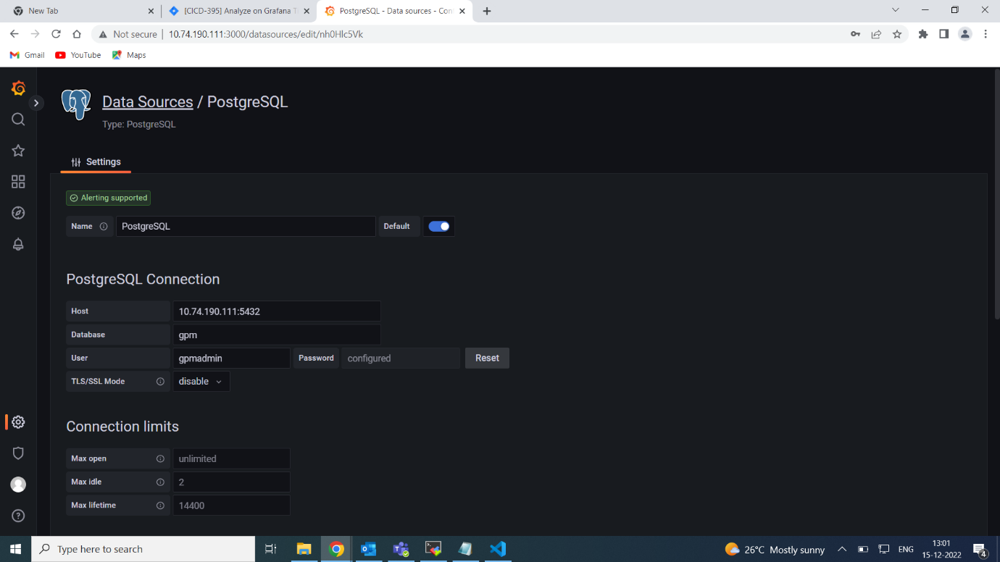 New Tab
[CICD-395] Analyze on Grafana T
PostgreSQL - Data sources - Con
Not secure
10.74.190.111:3000/datasources/edit/nh0Hlc5Vk
Gmail
YouTube
Maps
Data Sources / PostgreSQL
Type: PostgreSQL
Settings
Alerting supported
Name
PostgreSQL
Default
PostgreSQL Connection
Host
10.74.190.111:5432
Database
gpm
User
gpmadmin
Password
configured
Reset
TLS/SSL Mode
disable
Connection limits
Max open
unlimited
Max idle
2
Max lifetime
14400
Type here to search
26°C Mostly sunny
ENG
13:01
15-12-2022
4